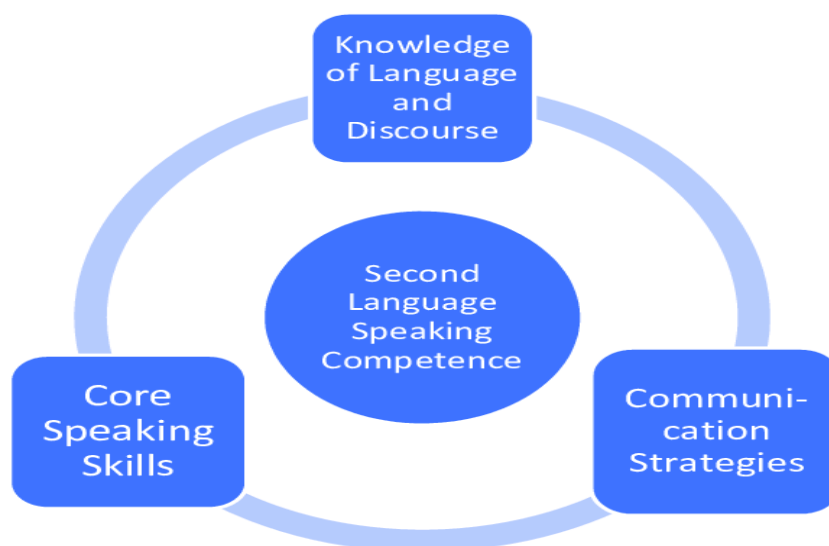 Knowledge
of Language
and
Discourse
Second
Language
Speaking
Competence
Core
Speaking
Skills
Communi-
cation
Strategies